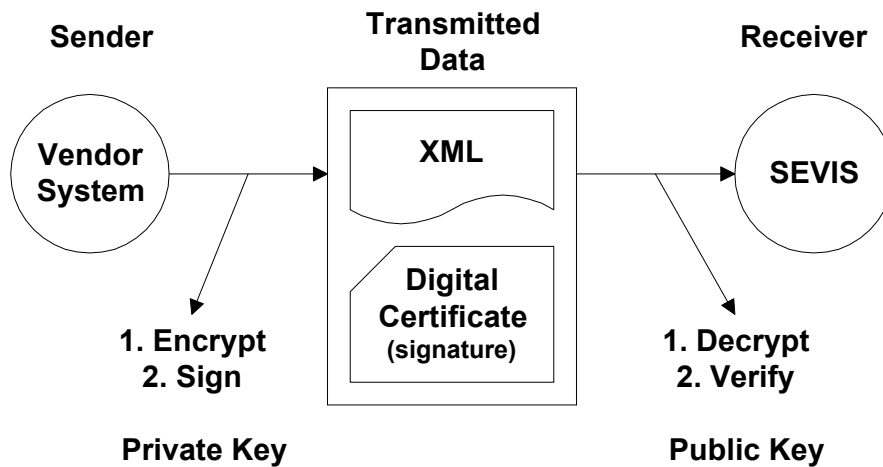 Sender
Transmitted
Data
Receiver
Vendor
System
XML
SEVIS
Digital
Certificate
(signature)
1. Encrypt
2. Sign
1. Decrypt
2. Verify
Private Key
Public Key